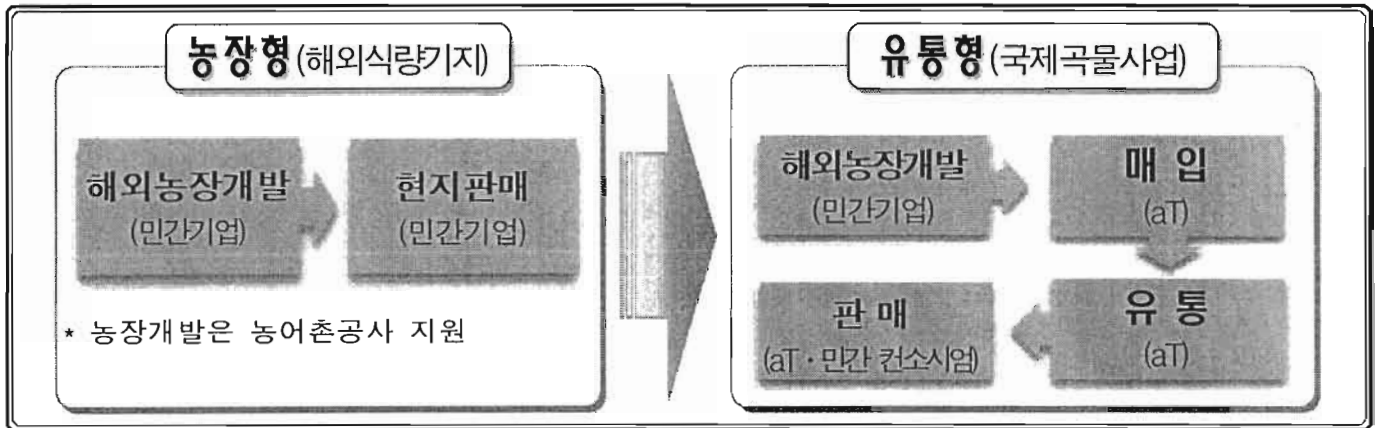 농장형(해외식량기지)
해외농장개발
(민간기업)
현지판매
(민간기업)
* 농장개발은 농어촌공사 지원
유통형(국제곡물사업)
해외농장개발
(민간기업)
매 입
(aT)
유 통
(aT)
판 매
(aT·민간 컨소시엄)